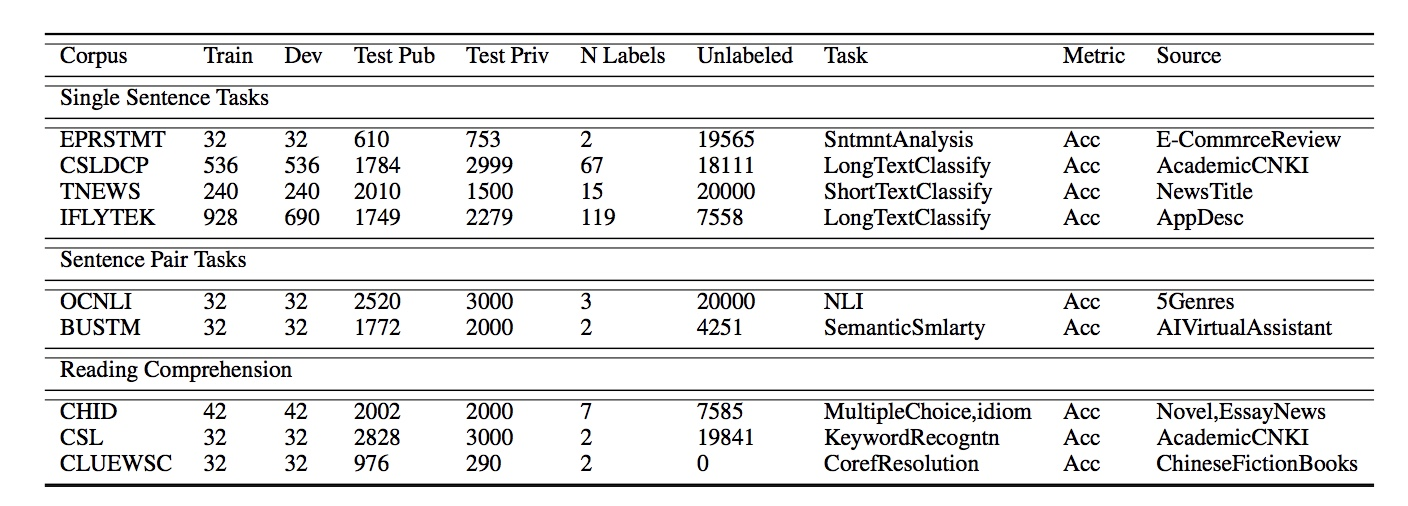 Corpus Train Dev Test Pub Test Priv N Labels Unlabeled Task Metric Source
Single Sentence Tasks
EPRSTMT 32 32 610 753 2 19565 SntmntAnalysis Acc E-CommrceReview
CSLDCP 536 536 1784 2999 67 18111 LongTextClassify Acc AcademicCNKI
TNEWS 240 240 2010 1500 15 20000 ShortTextClassify Acc NewsTitle
IFLYTEK 928 690 1749 2279 119 7558 LongTextClassify Acc AppDesc
Sentence Pair Tasks
OCNLI 32 32 2520 3000 3 20000 NLI Acc 5Genres
BUSTM 32 32 1772 2000 2 4251 SemanticSmlarty Acc AIVirtualAssistant
Reading Comprehension
CHID 42 42 2002 2000 7 7585 MultipleChoice,idiom Acc Novel,EssayNews
CSL 32 32 2828 3000 2 19841 KeywordRecogntn Acc AcademicCNKI
CLUEWSC 32 32 976 290 2 0 CorefResolution Acc ChineseFictionBooks